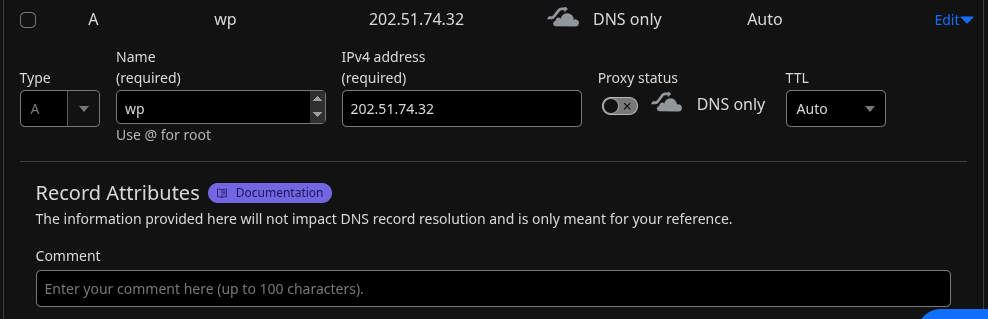 A wp 202.51.74.32 DNS only Auto Edit
Name IPv4 address
Type (required) (required) Proxy status TTL
A wp 202.51.74.32 DNS only Auto
Use @ for root
Record Attributes Documentation
The information provided here will not impact DNS record resolution and is only meant for your reference.
Comment
Enter your comment here (up to 100 characters).